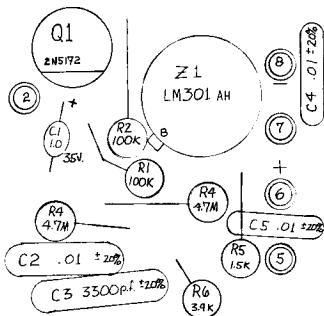 Q1
2N5172
Z1
LM301 AH
8
C4 .01 ±20%
2
+
C1
1.0
35V.
R2
100K
8
7
R1
100K
+
6
R4
4.7M
R4
4.7M
C5 .01 ±20%
C2 .01 ±20%
R5
1.5K
5
C3 3300p.f. ±20%
R6
3.9K